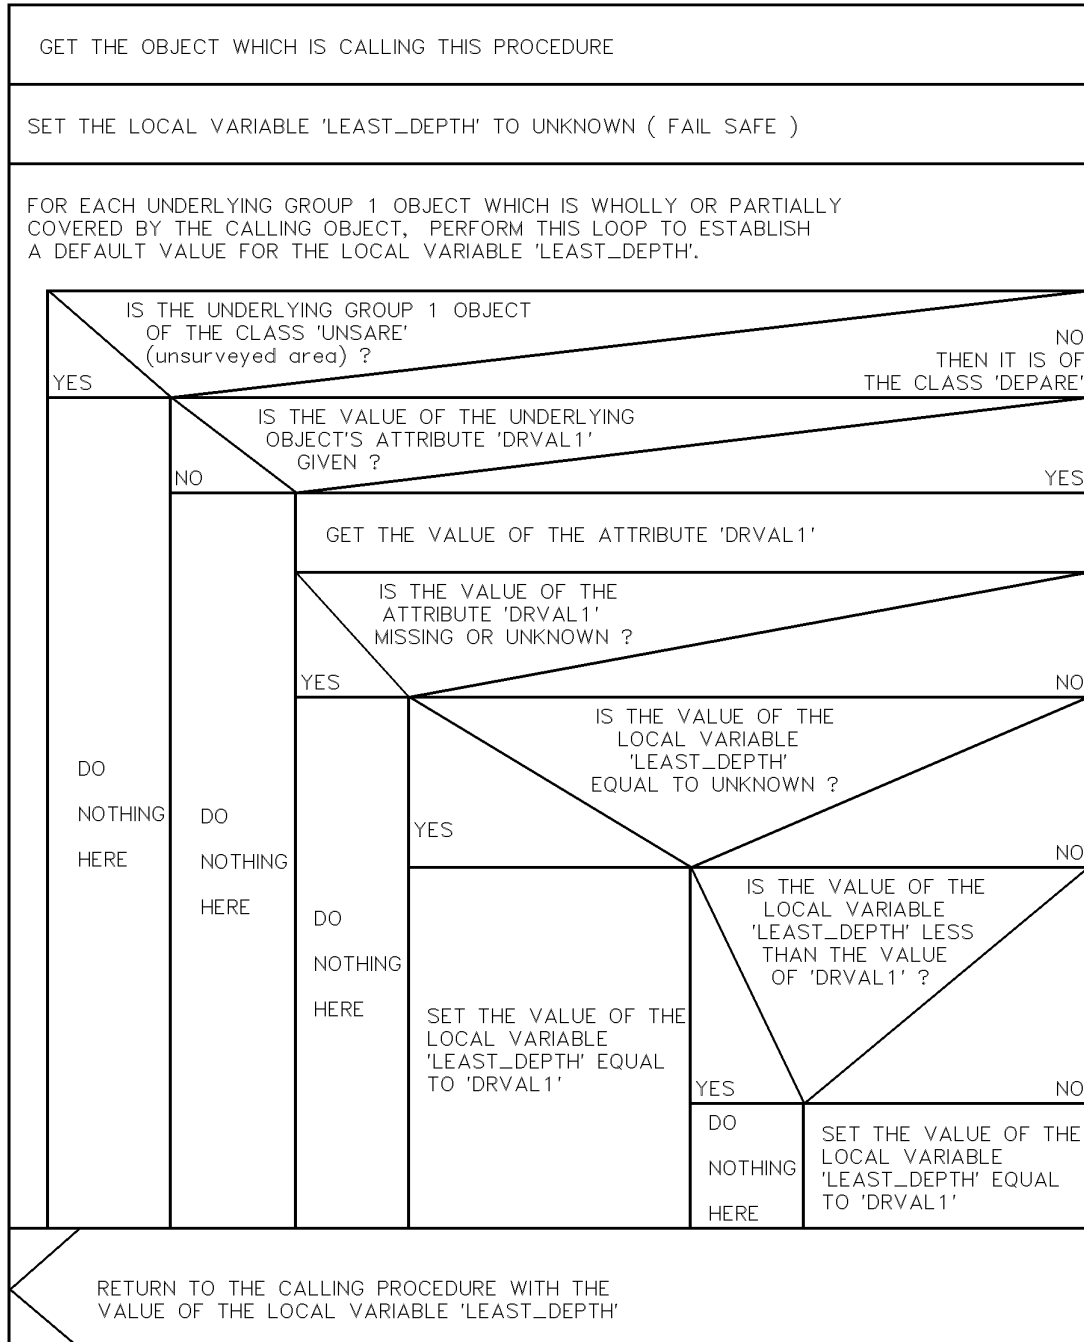 GET THE OBJECT WHICH IS CALLING THIS PROCEDURE
SET THE LOCAL VARIABLE 'LEAST_DEPTH' TO UNKNOWN ( FAIL SAFE )
FOR EACH UNDERLYING GROUP 1 OBJECT WHICH IS WHOLLY OR PARTIALLY
COVERED BY THE CALLING OBJECT, PERFORM THIS LOOP TO ESTABLISH
A DEFAULT VALUE FOR THE LOCAL VARIABLE 'LEAST_DEPTH'.
IS THE UNDERLYING GROUP 1 OBJECT
OF THE CLASS 'UNSARE'
(unsurveyed area) ?
YES
NO
THEN IT IS OF
THE CLASS 'DEPARE'
IS THE VALUE OF THE UNDERLYING
OBJECT'S ATTRIBUTE 'DRVAL1'
GIVEN ?
NO
YES
GET THE VALUE OF THE ATTRIBUTE 'DRVAL1'
IS THE VALUE OF THE
ATTRIBUTE 'DRVAL1'
MISSING OR UNKNOWN ?
YES
NO
IS THE VALUE OF THE
LOCAL VARIABLE
'LEAST_DEPTH'
EQUAL TO UNKNOWN ?
YES
NO
DO
NOTHING
HERE
DO
NOTHING
HERE
DO
NOTHING
HERE
IS THE VALUE OF THE
LOCAL VARIABLE
'LEAST_DEPTH' LESS
THAN THE VALUE
OF 'DRVAL1' ?
SET THE VALUE OF THE
LOCAL VARIABLE
'LEAST_DEPTH' EQUAL
TO 'DRVAL1'
YES
NO
DO
NOTHING
HERE
SET THE VALUE OF THE
LOCAL VARIABLE
'LEAST_DEPTH' EQUAL
TO 'DRVAL1'
RETURN TO THE CALLING PROCEDURE WITH THE
VALUE OF THE LOCAL VARIABLE 'LEAST_DEPTH'